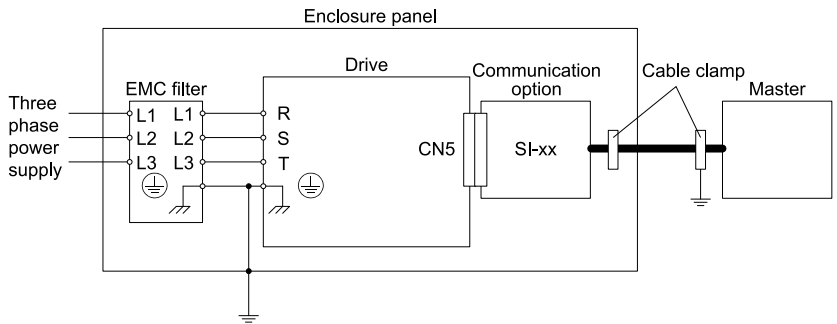 Enclosure panel
Drive
EMC filter
Communication
option
Cable clamp
Master
Three
phase
power
supply
L1 L1 R
L2 L2 S
L3 L3 T
CN5
SI-xx